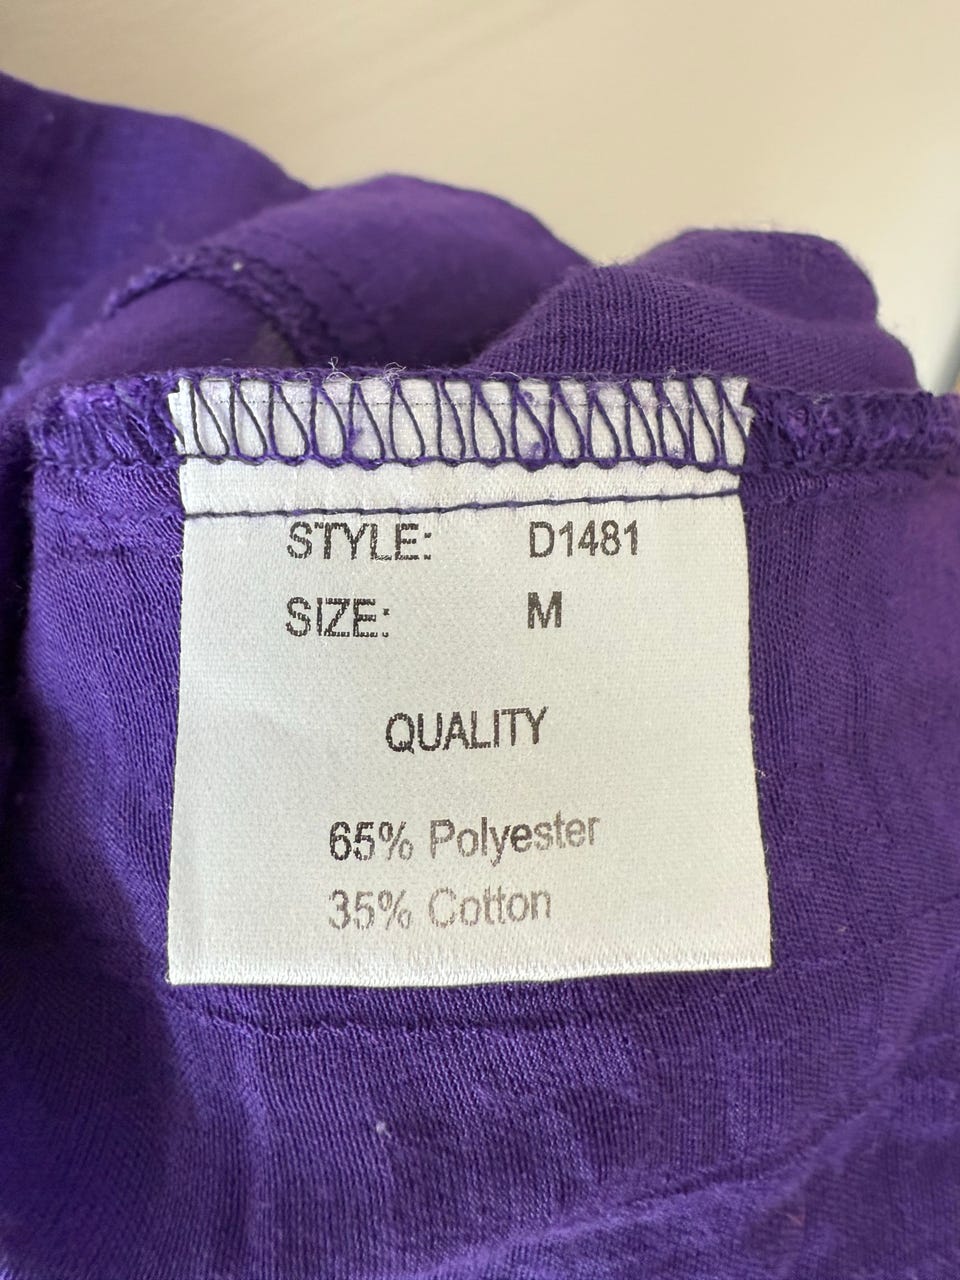 STYLE: D1481
SIZE: M
QUALITY
65% Polyester
35% Cotton